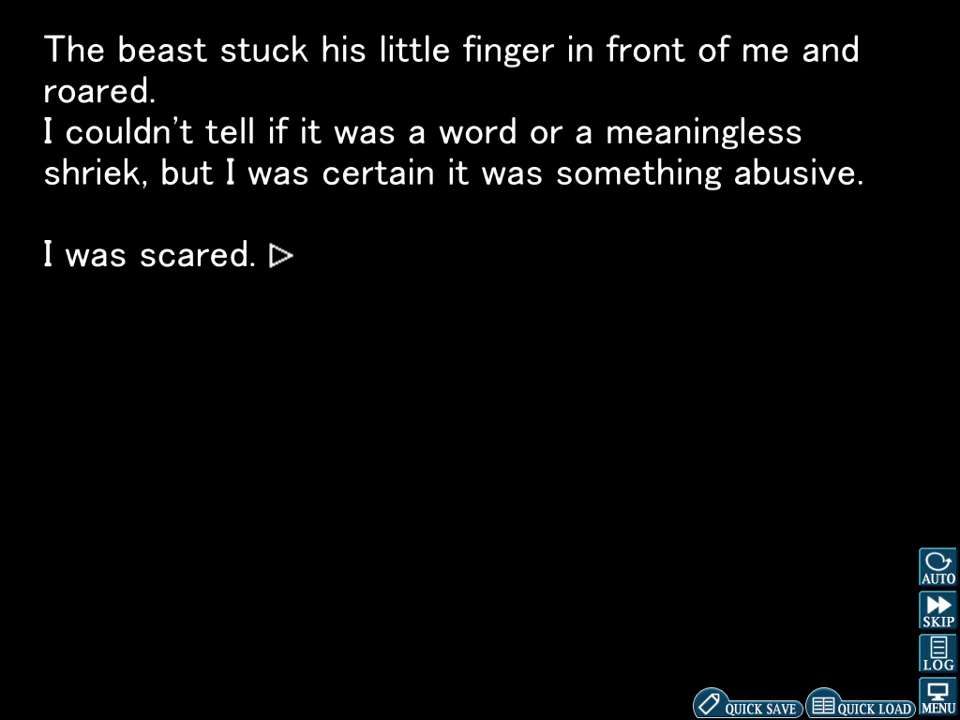 The beast stuck his little finger in front of me and
roared.
I couldn't tell if it was a word or a meaningless
shriek, but I was certain it was something abusive.
I was scared.
AUTO
SKIP
LOG
QUICK SAVE
QUICK LOAD
MENU